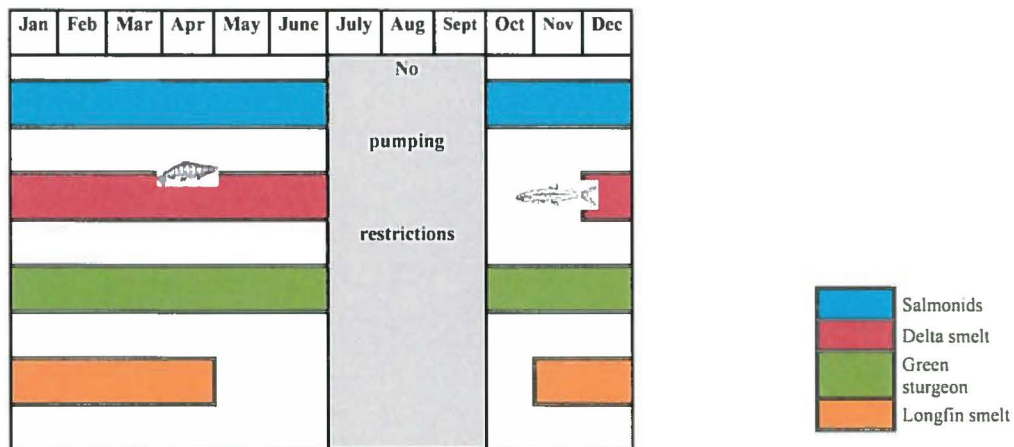 Jan Feb Mar Apr May June July Aug Sept Oct Nov Dec
No
pumping
restrictions
Salmonids
Delta smelt
Green
sturgeon
Longfin smelt